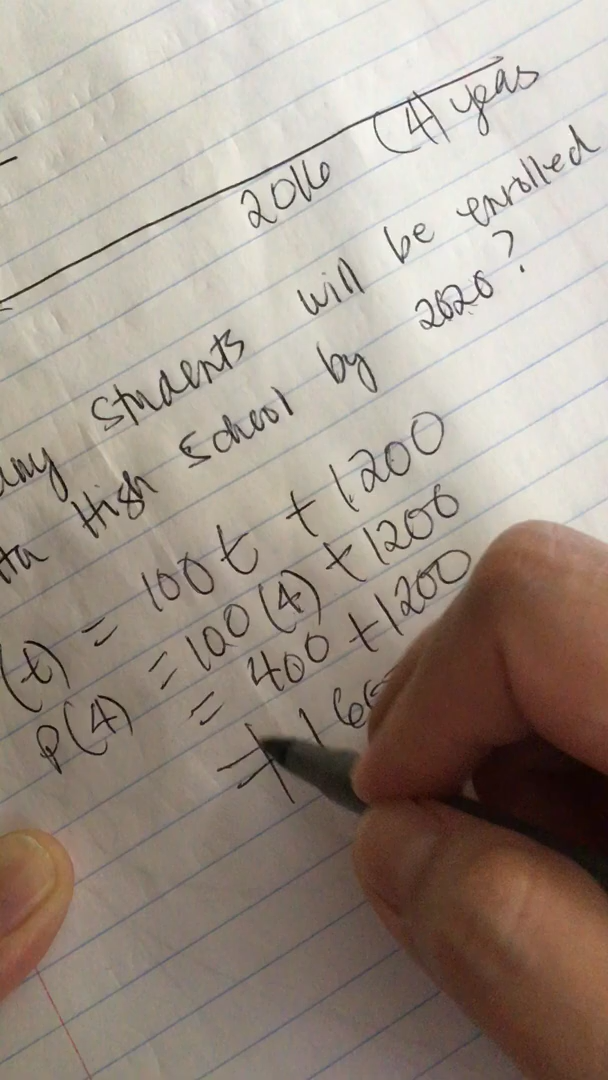 2016 (4) years
students will be enrolled
High School by 2020?
(t) = 100t + 1200
P(4) = 100(4) + 1200
= 400 + 1200